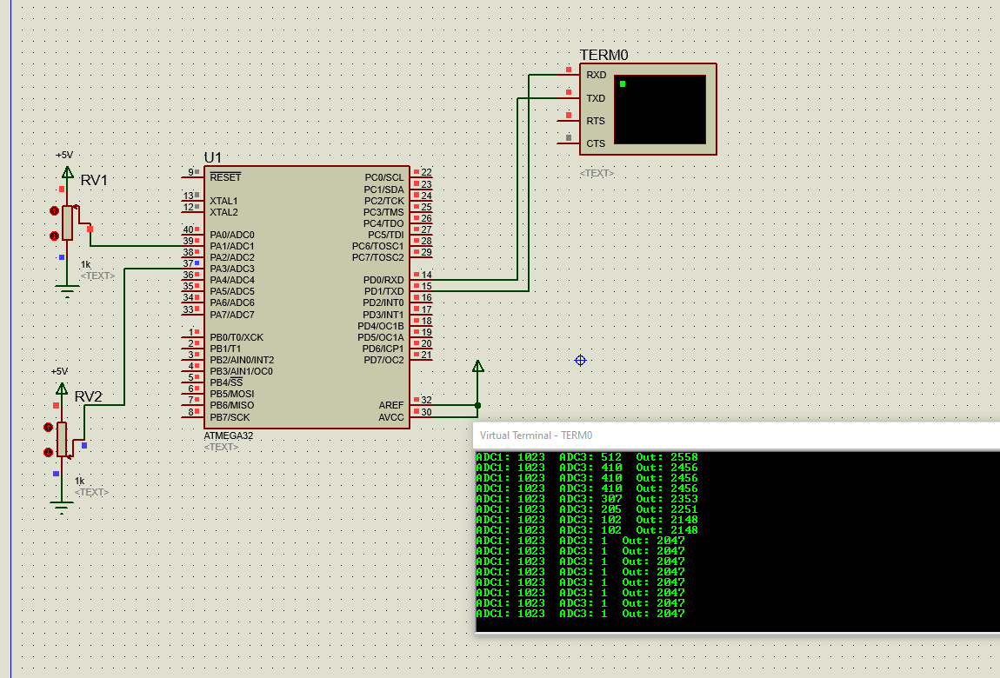 TERM0
RXD
TXD
RTS
CTS
<TEXT>
+5V
RV1
1k
<TEXT>
+5V
RV2
1k
<TEXT>
U1
9 RESET PC0/SCL 22
PC1/SDA 23
13 XTAL1 PC2/TCK 24
12 XTAL2 PC3/TMS 25
PC4/TDO 26
40 PA0/ADC0 PC5/TDI 27
39 PA1/ADC1 PC6/TOSC1 28
38 PA2/ADC2 PC7/TOSC2 29
37 PA3/ADC3
36 PA4/ADC4 PD0/RXD 14
35 PA5/ADC5 PD1/TXD 15
34 PA6/ADC6 PD2/INT0 16
33 PA7/ADC7 PD3/INT1 17
PD4/OC1B 18
1 PB0/T0/XCK PD5/OC1A 19
2 PB1/T1 PD6/ICP1 20
3 PB2/AIN0/INT2 PD7/OC2 21
4 PB3/AIN1/OC0
5 PB4/SS
6 PB5/MOSI
7 PB6/MISO AREF 32
8 PB7/SCK AVCC 30
ATMEGA32
<TEXT>
Virtual Terminal - TERM0
ADC1: 1023 ADC3: 512 Out: 2558
ADC1: 1023 ADC3: 410 Out: 2456
ADC1: 1023 ADC3: 410 Out: 2456
ADC1: 1023 ADC3: 410 Out: 2456
ADC1: 1023 ADC3: 307 Out: 2353
ADC1: 1023 ADC3: 205 Out: 2251
ADC1: 1023 ADC3: 102 Out: 2148
ADC1: 1023 ADC3: 102 Out: 2148
ADC1: 1023 ADC3: 1 Out: 2047
ADC1: 1023 ADC3: 1 Out: 2047
ADC1: 1023 ADC3: 1 Out: 2047
ADC1: 1023 ADC3: 1 Out: 2047
ADC1: 1023 ADC3: 1 Out: 2047
ADC1: 1023 ADC3: 1 Out: 2047
ADC1: 1023 ADC3: 1 Out: 2047
ADC1: 1023 ADC3: 1 Out: 2047